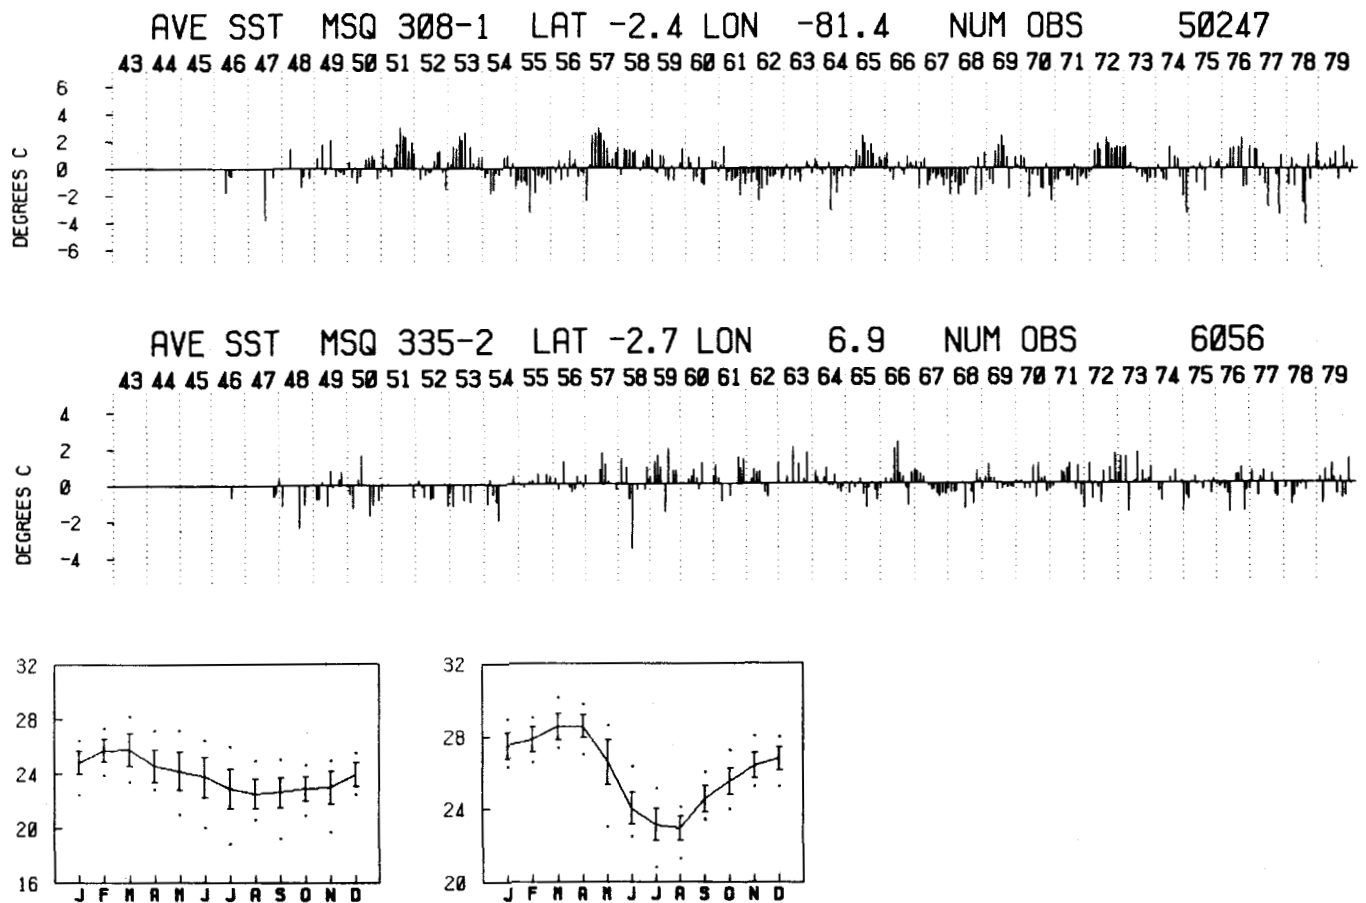 AVE SST MSQ 308-1 LAT -2.4 LON -81.4 NUM OBS 50247
43 44 45 46 47 48 49 50 51 52 53 54 55 56 57 58 59 60 61 62 63 64 65 66 67 68 69 70 71 72 73 74 75 76 77 78 79
6
4
2
0
-2
-4
-6
DEGREES C
AVE SST MSQ 335-2 LAT -2.7 LON 6.9 NUM OBS 6056
43 44 45 46 47 48 49 50 51 52 53 54 55 56 57 58 59 60 61 62 63 64 65 66 67 68 69 70 71 72 73 74 75 76 77 78 79
4
2
0
-2
-4
DEGREES C
32
28
24
20
16
J F M A M J J A S O N D
32
28
24
20
J F M A M J J A S O N D